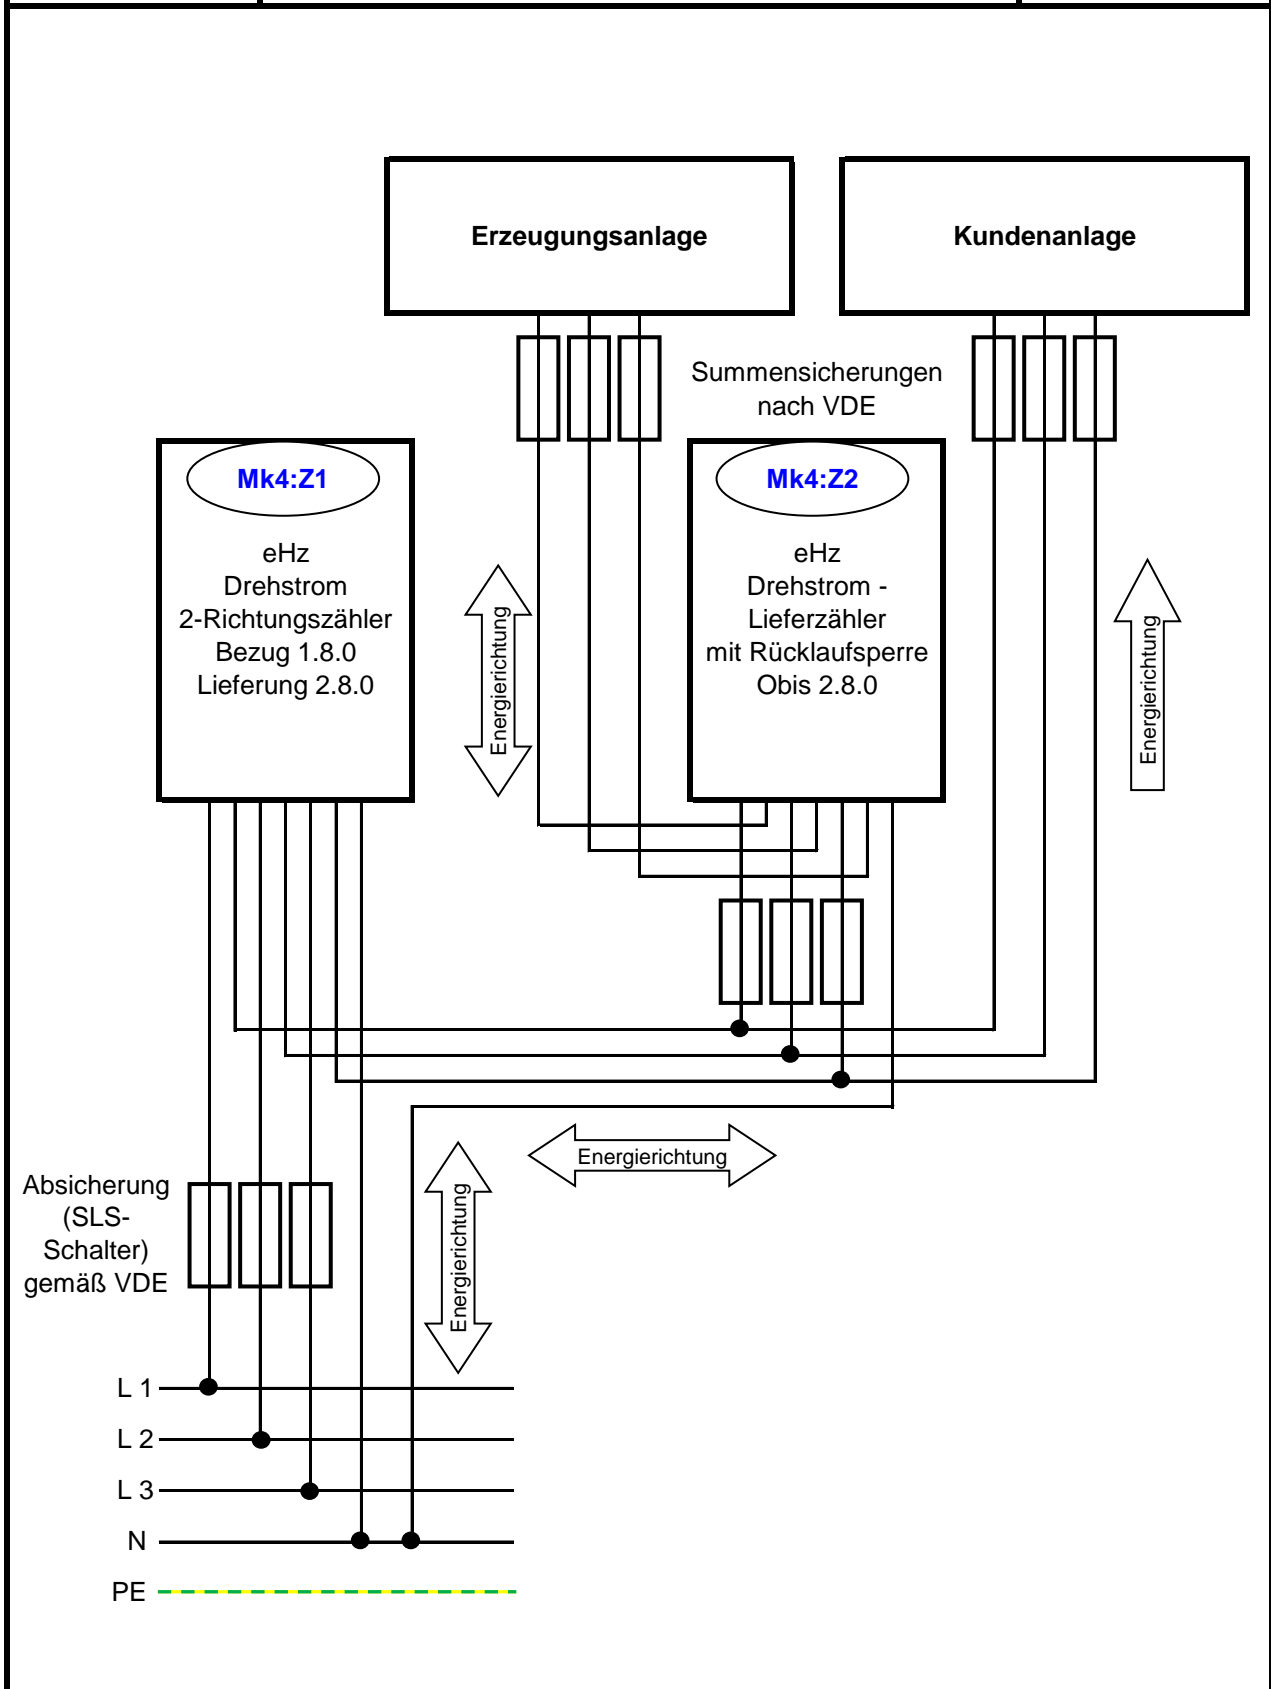 Erzeugungsanlage
Kundenanlage
Summensicherungen
nach VDE
Mk4:Z1
eHz
Drehstrom
2-Richtungszähler
Bezug 1.8.0
Lieferung 2.8.0
Energierichtung
Mk4:Z2
eHz
Drehstrom -
Lieferzähler
mit Rücklaufsperre
Obis 2.8.0
Energierichtung
Energierichtung
Energierichtung
Absicherung
(SLS-
Schalter)
gemäß VDE
L 1
L 2
L 3
N
PE